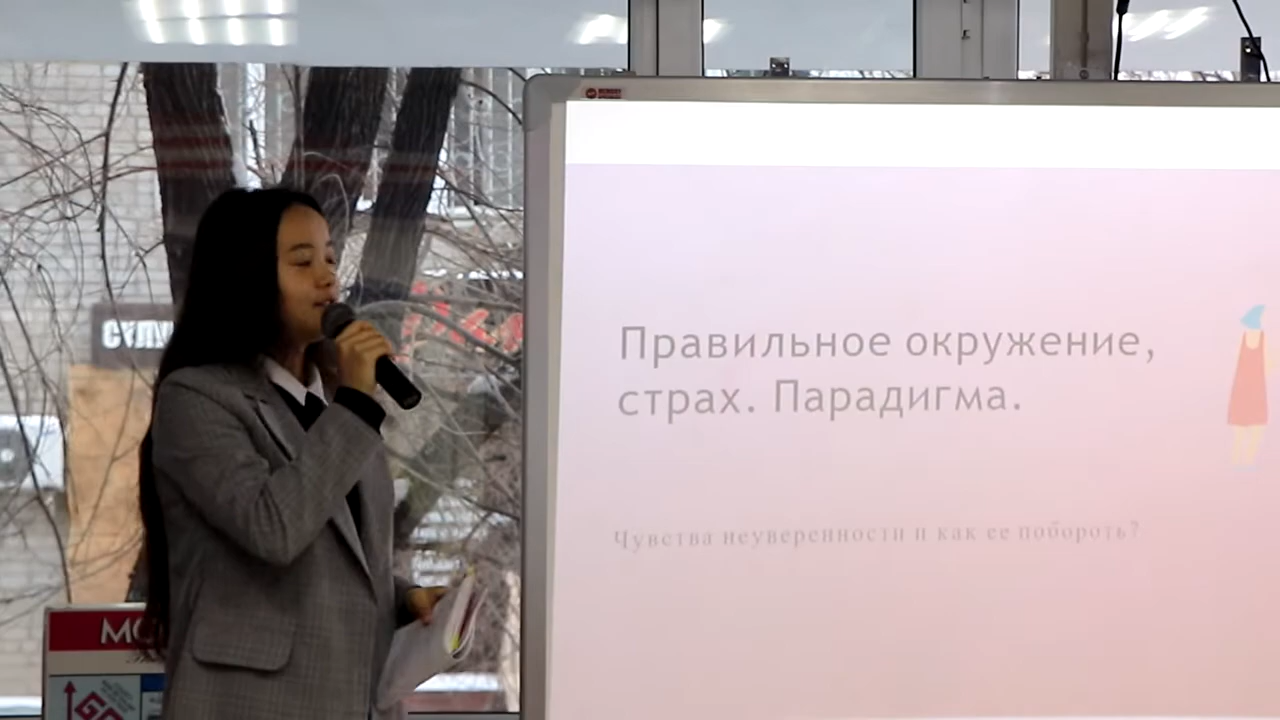 Правильное окружение,
страх. Парадигма.
Чувства неуверенности и как ее побороть?